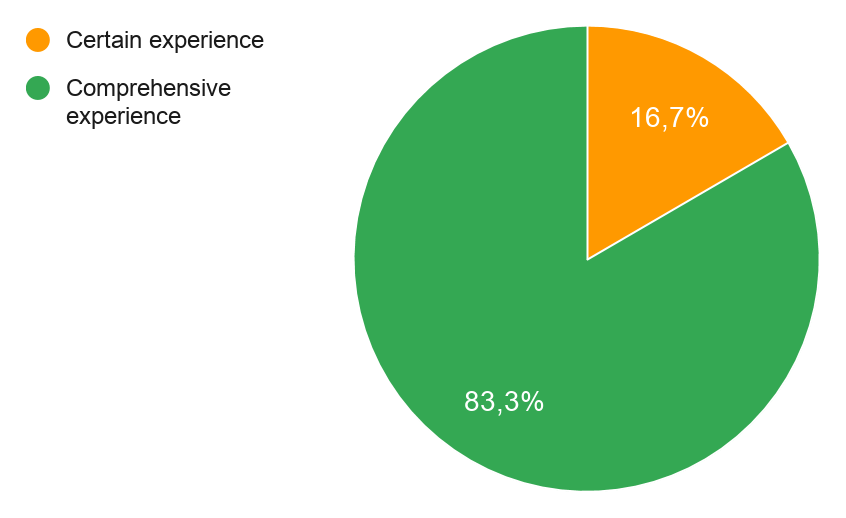 Certain experience
Comprehensive
experience
16,7%
83,3%